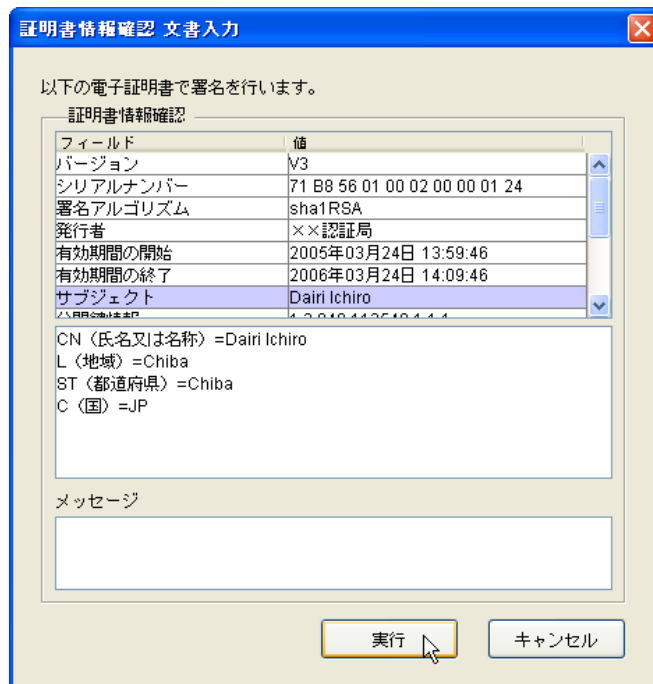 証明書情報確認 文書入力
以下の電子証明書で署名を行います。
証明書情報確認
フィールド 値
バージョン V3
シリアルナンバー 71 B8 56 01 00 02 00 00 01 24
署名アルゴリズム sha1RSA
発行者 ××認証局
有効期間の開始 2005年03月24日 13:59:46
有効期間の終了 2006年03月24日 14:09:46
サブジェクト Dairi Ichiro
CN（氏名又は名称）=Dairi Ichiro
L（地域）=Chiba
ST（都道府県）=Chiba
C（国）=JP
メッセージ
実行 キャンセル